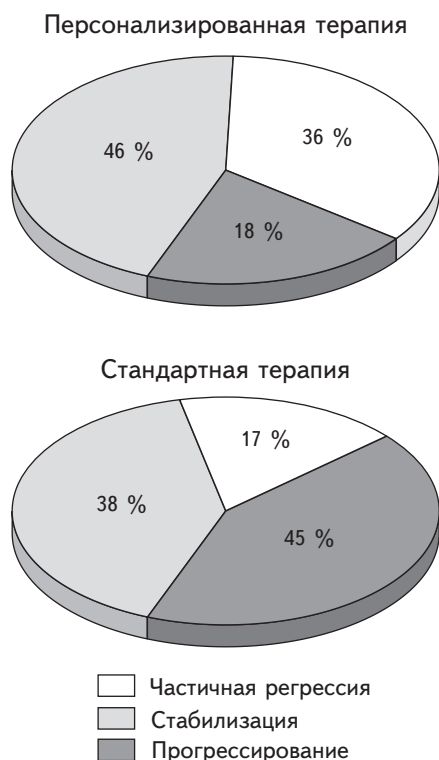 Персонализированная терапия
46 %
36 %
18 %
Стандартная терапия
17 %
38 %
45 %
Частичная регрессия
Стабилизация
Прогрессирование